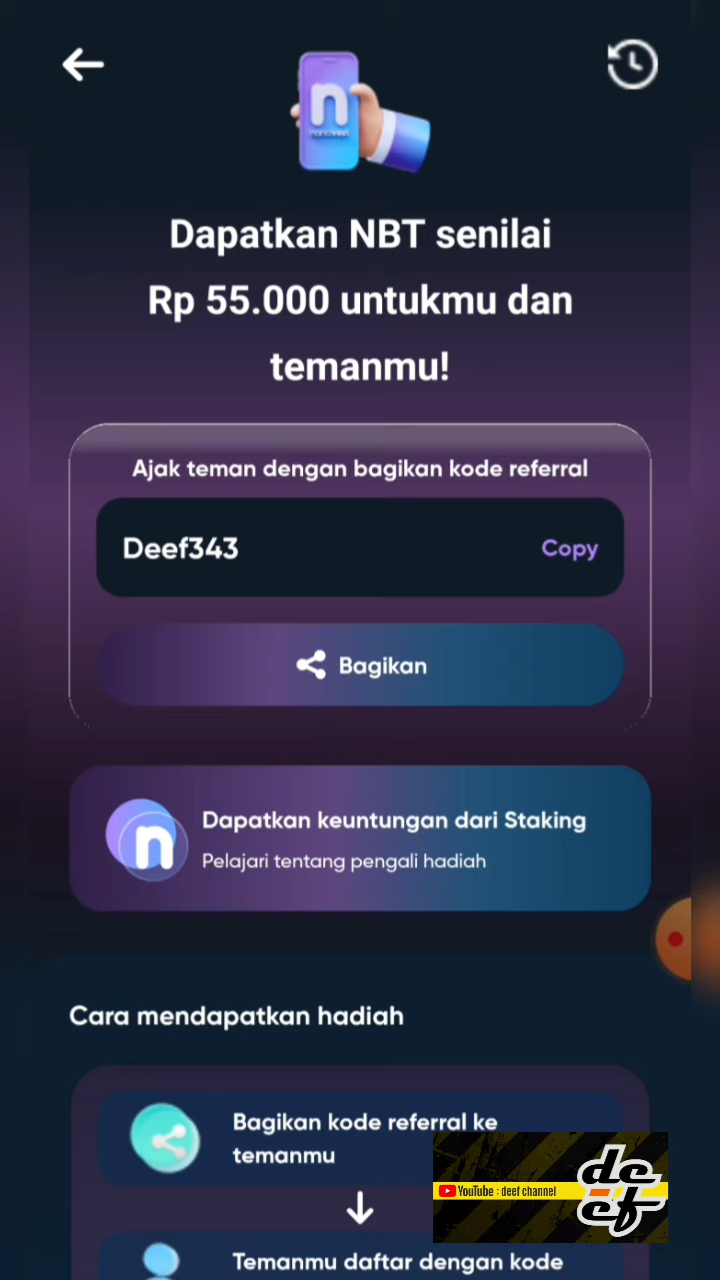 n
Dapatkan NBT senilai
Rp 55.000 untukmu dan
temanmu!
Ajak teman dengan bagikan kode referral
Deef343
Copy
Bagikan
n
Dapatkan keuntungan dari Staking
Pelajari tentang pengali hadiah
Cara mendapatkan hadiah
Bagikan kode referral ke
temanmu
YouTube : deef channel
de
ef
Temanmu daftar dengan kode